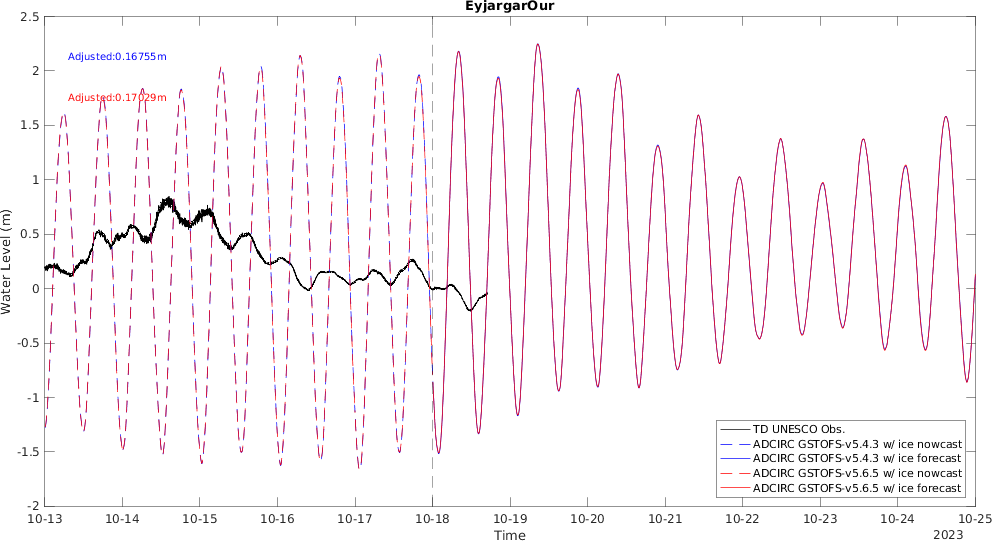 EyjargarOur
2.5
2
1.5
1
0.5
0
-0.5
-1
-1.5
-2
Water Level (m)
Adjusted:0.16755m
Adjusted:0.17029m
TD UNESCO Obs.
ADCIRC GSTOFS-v5.4.3 w/ ice nowcast
ADCIRC GSTOFS-v5.4.3 w/ ice forecast
ADCIRC GSTOFS-v5.6.5 w/ ice nowcast
ADCIRC GSTOFS-v5.6.5 w/ ice forecast
10-13 10-14 10-15 10-16 10-17 10-18 10-19 10-20 10-21 10-22 10-23 10-24 10-25
Time
2023